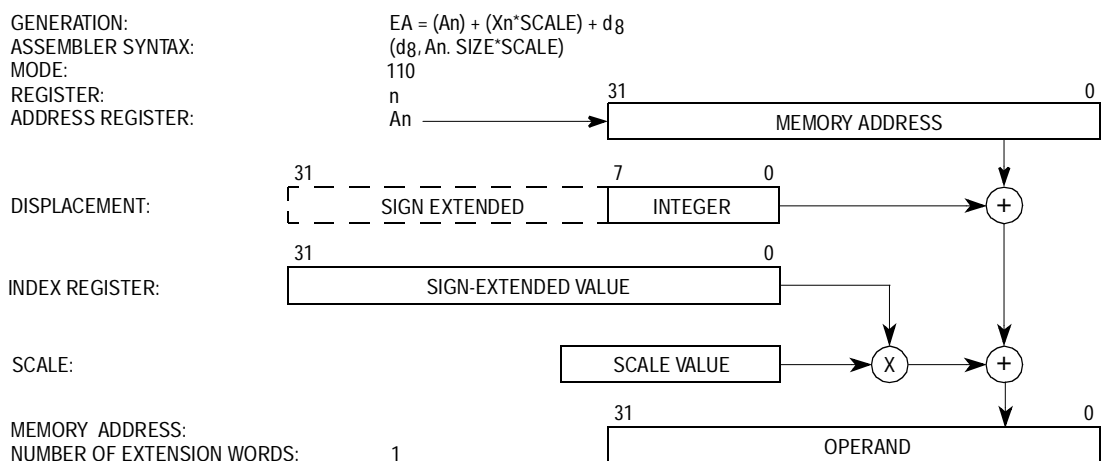 GENERATION: EA = (An) + (Xn*SCALE) + d8
ASSEMBLER SYNTAX: (d8, An. SIZE*SCALE)
MODE: 110
REGISTER: n 31 0
ADDRESS REGISTER: An MEMORY ADDRESS
31 7 0
DISPLACEMENT: SIGN EXTENDED INTEGER +
31 0
INDEX REGISTER: SIGN-EXTENDED VALUE
SCALE: SCALE VALUE X +
31 0
MEMORY ADDRESS:
OPERAND
NUMBER OF EXTENSION WORDS: 1